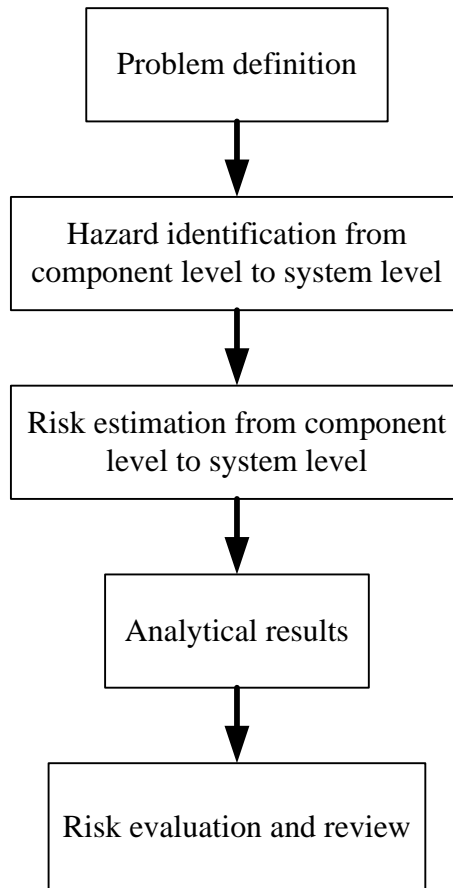 Problem definition
Hazard identification from
component level to system level
Risk estimation from component
level to system level
Analytical results
Risk evaluation and review